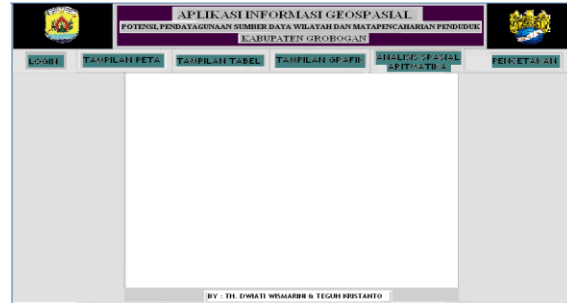 APLIKASI INFORMASI GEOSPASIAL
POTENSI, PENDAYAGUNAAN SUMBER DAYA WILAYAH DAN MATAPENCAHARIAN PENDUDUK
KABUPATEN GROBOGAN
LOGIN
TAMPILAN PETA
TAMPILAN TABEL
TAMPILAN GRAFIK
ANALISIS SPASIAL
ARITMATIKA
PENCETAKAN
BY : TH. DWIATI WISMARINI & TEGUH KRISTANTO